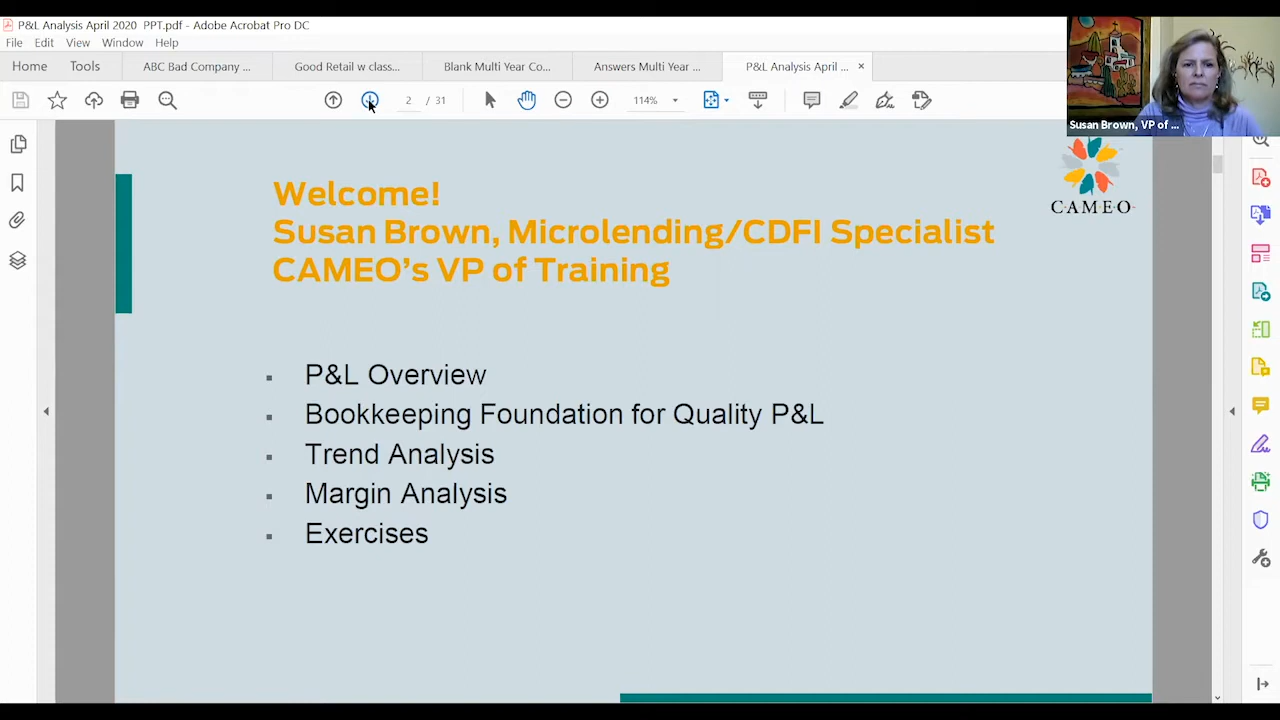 P&L Analysis April 2020 PPT.pdf - Adobe Acrobat Pro DC
File Edit View Window Help
Home Tools ABC Bad Company ... Good Retail w class... Blank Multi Year Co... Answers Multi Year ... P&L Analysis April ... ×
2 / 31 114%
Susan Brown, VP of ...
CAMEO
Welcome!
Susan Brown, Microlending/CDFI Specialist
CAMEO's VP of Training
▪ P&L Overview
▪ Bookkeeping Foundation for Quality P&L
▪ Trend Analysis
▪ Margin Analysis
▪ Exercises